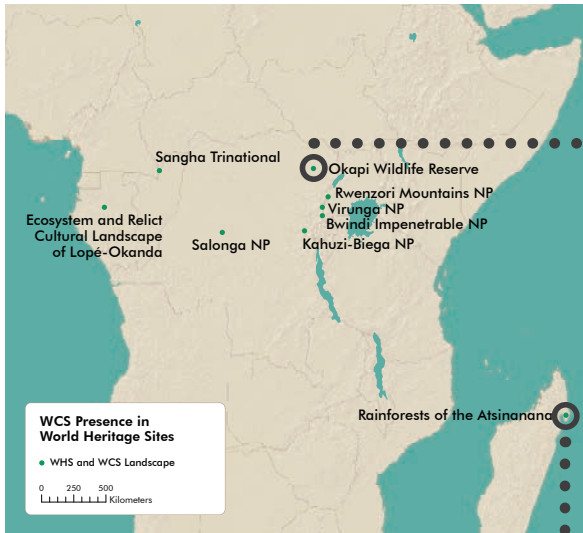 Sangha Trinational
Okapi Wildlife Reserve
Rwenzori Mountains NP
Virunga NP
Bwindi Impenetrable NP
Ecosystem and Relict
Cultural Landscape
of Lopé-Okanda
Salonga NP
Kahuzi-Biega NP
Rainforests of the Atsinanana
WCS Presence in
World Heritage Sites
WHS and WCS Landscape
0 250 500
Kilometers